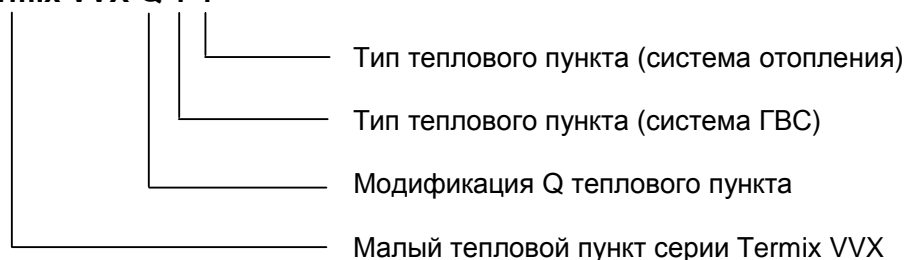 Тип теплового пункта (система отопления)
Тип теплового пункта (система ГВС)
Модификация Q теплового пункта
Малый тепловой пункт серии Termix VVX